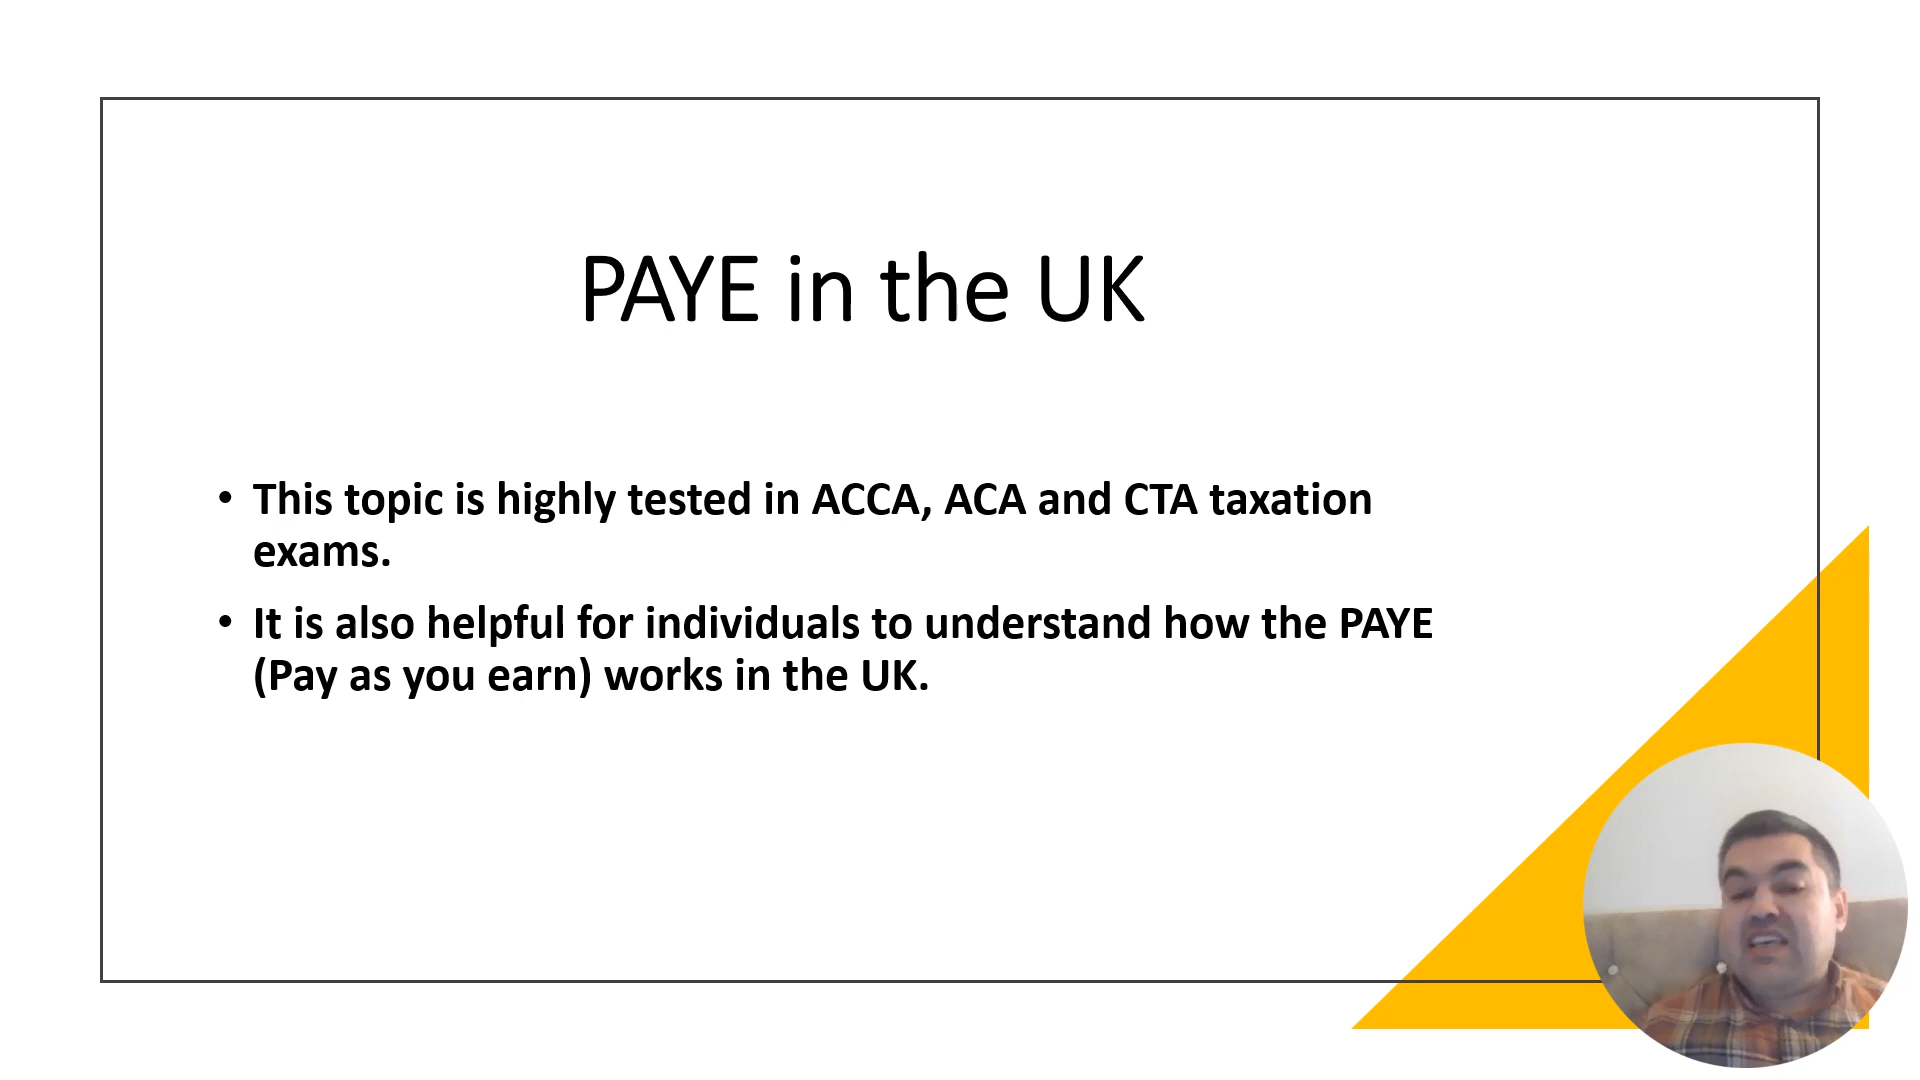 PAYE in the UK
• This topic is highly tested in ACCA, ACA and CTA taxation
exams.
• It is also helpful for individuals to understand how the PAYE
(Pay as you earn) works in the UK.